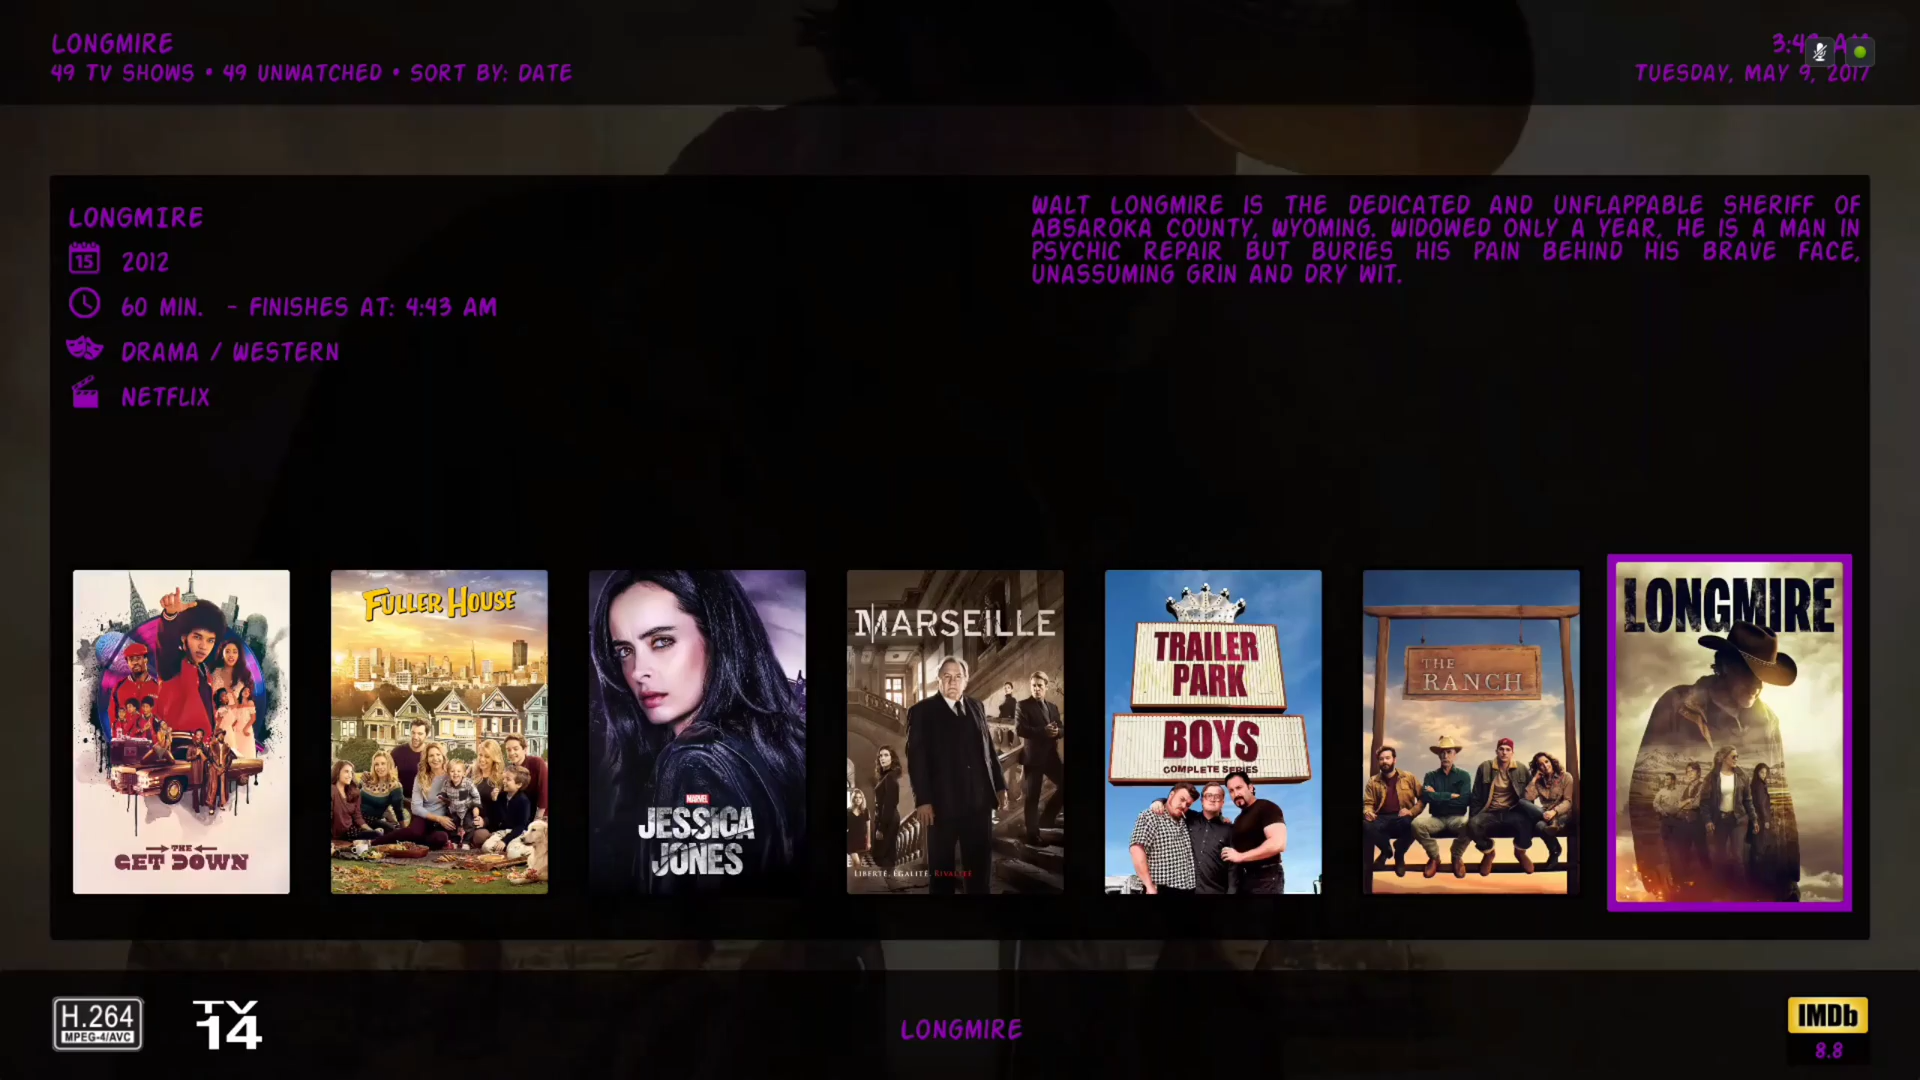 LONGMIRE
49 TV SHOWS • 49 UNWATCHED • SORT BY: DATE
TUESDAY, MAY 9, 2017
LONGMIRE
15
2012
60 MIN. - FINISHES AT: 4:43 AM
DRAMA / WESTERN
NETFLIX
WALT LONGMIRE IS THE DEDICATED AND UNFLAPPABLE SHERIFF OF
ABSAROKA COUNTY, WYOMING. WIDOWED ONLY A YEAR, HE IS A MAN IN
PSYCHIC REPAIR BUT BURIES HIS PAIN BEHIND HIS BRAVE FACE,
UNASSUMING GRIN AND DRY WIT.
THE
GET DOWN
FULLER HOUSE
MARVEL
JESSICA
JONES
MARSEILLE
LIBERTÉ, ÉGALITÉ, RIVALITÉ
TRAILER
PARK
BOYS
COMPLETE SERIES
THE
RANCH
LONGMIRE
H.264
MPEG-4/AVC
TV
14
LONGMIRE
IMDb
8.8